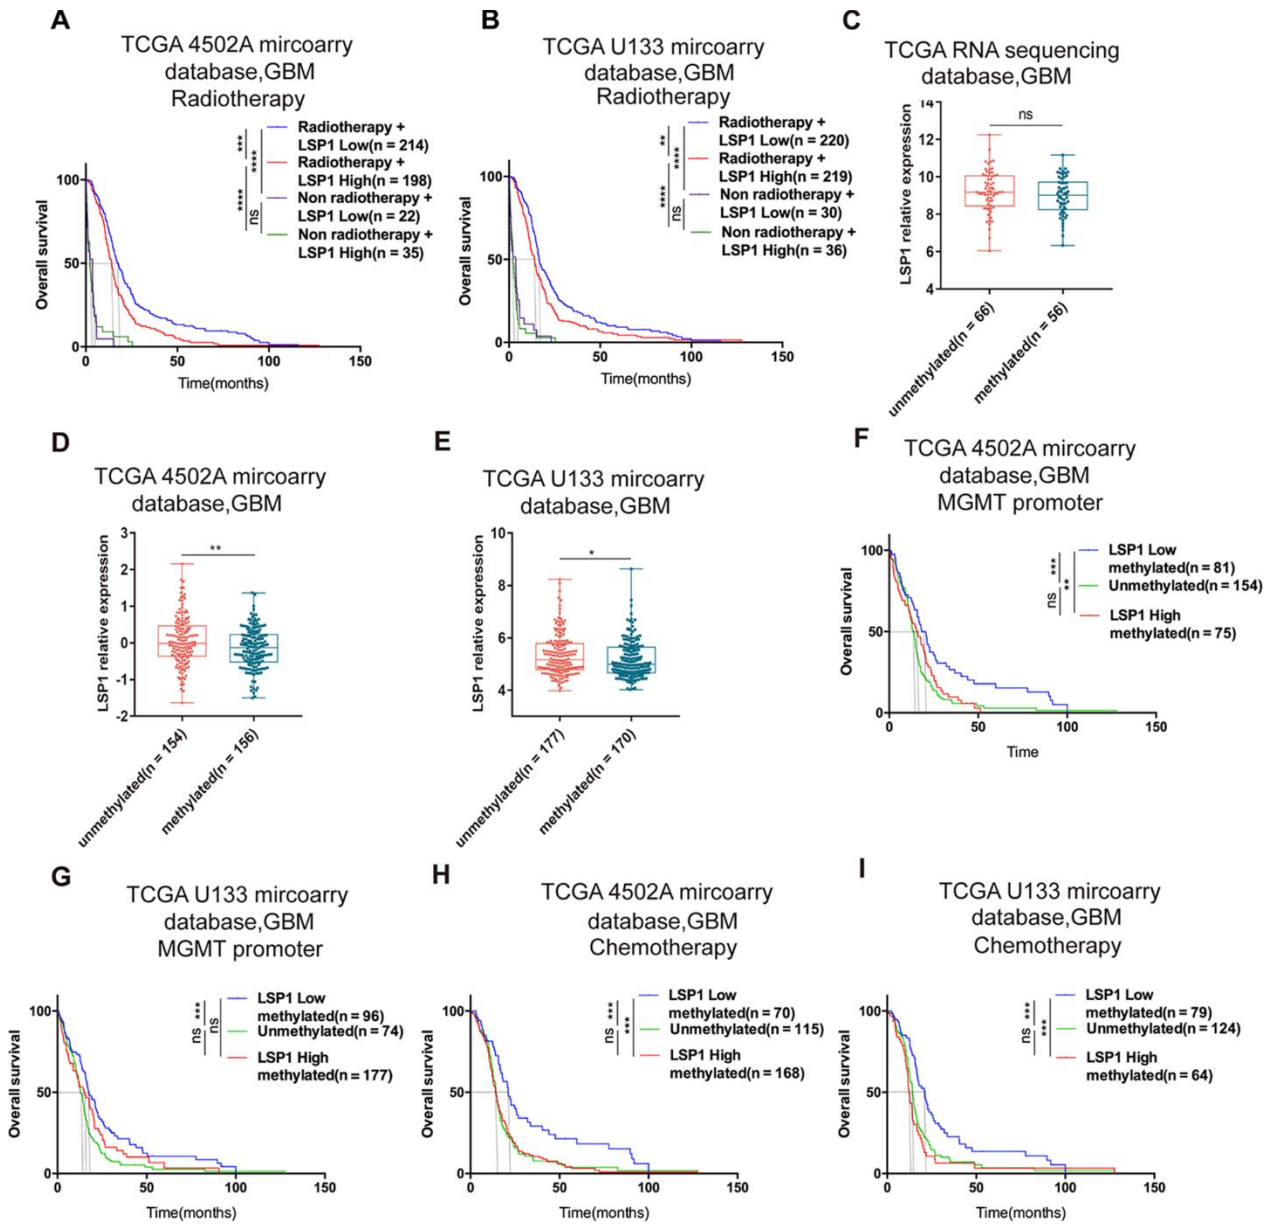 A
TCGA 4502A mircoarry
database,GBM
Radiotherapy
Radiotherapy +
LSP1 Low(n = 214)
Radiotherapy +
LSP1 High(n = 198)
Non radiotherapy +
LSP1 Low(n = 22)
Non radiotherapy +
LSP1 High(n = 35)
***
****
****
ns
Overall survival
100
50
0
0
50
100
150
Time(months)
B
TCGA U133 mircoarry
database,GBM
Radiotherapy
Radiotherapy +
LSP1 Low(n = 220)
Radiotherapy +
LSP1 High(n = 219)
Non radiotherapy +
LSP1 Low(n = 30)
Non radiotherapy +
LSP1 High(n = 36)
**
****
****
ns
Overall survival
100
50
0
0
50
100
150
Time(months)
C
TCGA RNA sequencing
database,GBM
ns
LSP1 relative expression
14
12
10
8
6
4
unmethylated(n = 66)
methylated(n = 56)
D
TCGA 4502A mircoarry
database,GBM
**
LSP1 relative expression
3
2
1
0
-1
-2
unmethylated(n = 154)
methylated(n = 156)
E
TCGA U133 mircoarry
database,GBM
*
LSP1 relative expression
10
8
6
4
unmethylated(n = 177)
methylated(n = 170)
F
TCGA 4502A mircoarry
database,GBM
MGMT promoter
LSP1 Low
methylated(n = 81)
Unmethylated(n = 154)
LSP1 High
methylated(n = 75)
***
**
ns
Overall survival
100
50
0
0
50
100
150
Time
G
TCGA U133 mircoarry
database,GBM
MGMT promoter
LSP1 Low
methylated(n = 96)
Unmethylated(n = 74)
LSP1 High
methylated(n = 177)
***
ns
ns
Overall survival
100
50
0
0
50
100
150
Time(months)
H
TCGA 4502A mircoarry
database,GBM
Chemotherapy
LSP1 Low
methylated(n = 70)
Unmethylated(n = 115)
LSP1 High
methylated(n = 168)
***
***
ns
Overall survival
100
50
0
0
50
100
150
Time(months)
I
TCGA U133 mircoarry
database,GBM
Chemotherapy
LSP1 Low
methylated(n = 79)
Unmethylated(n = 124)
LSP1 High
methylated(n = 64)
***
***
ns
Overall survival
100
50
0
0
50
100
150
Time(months)